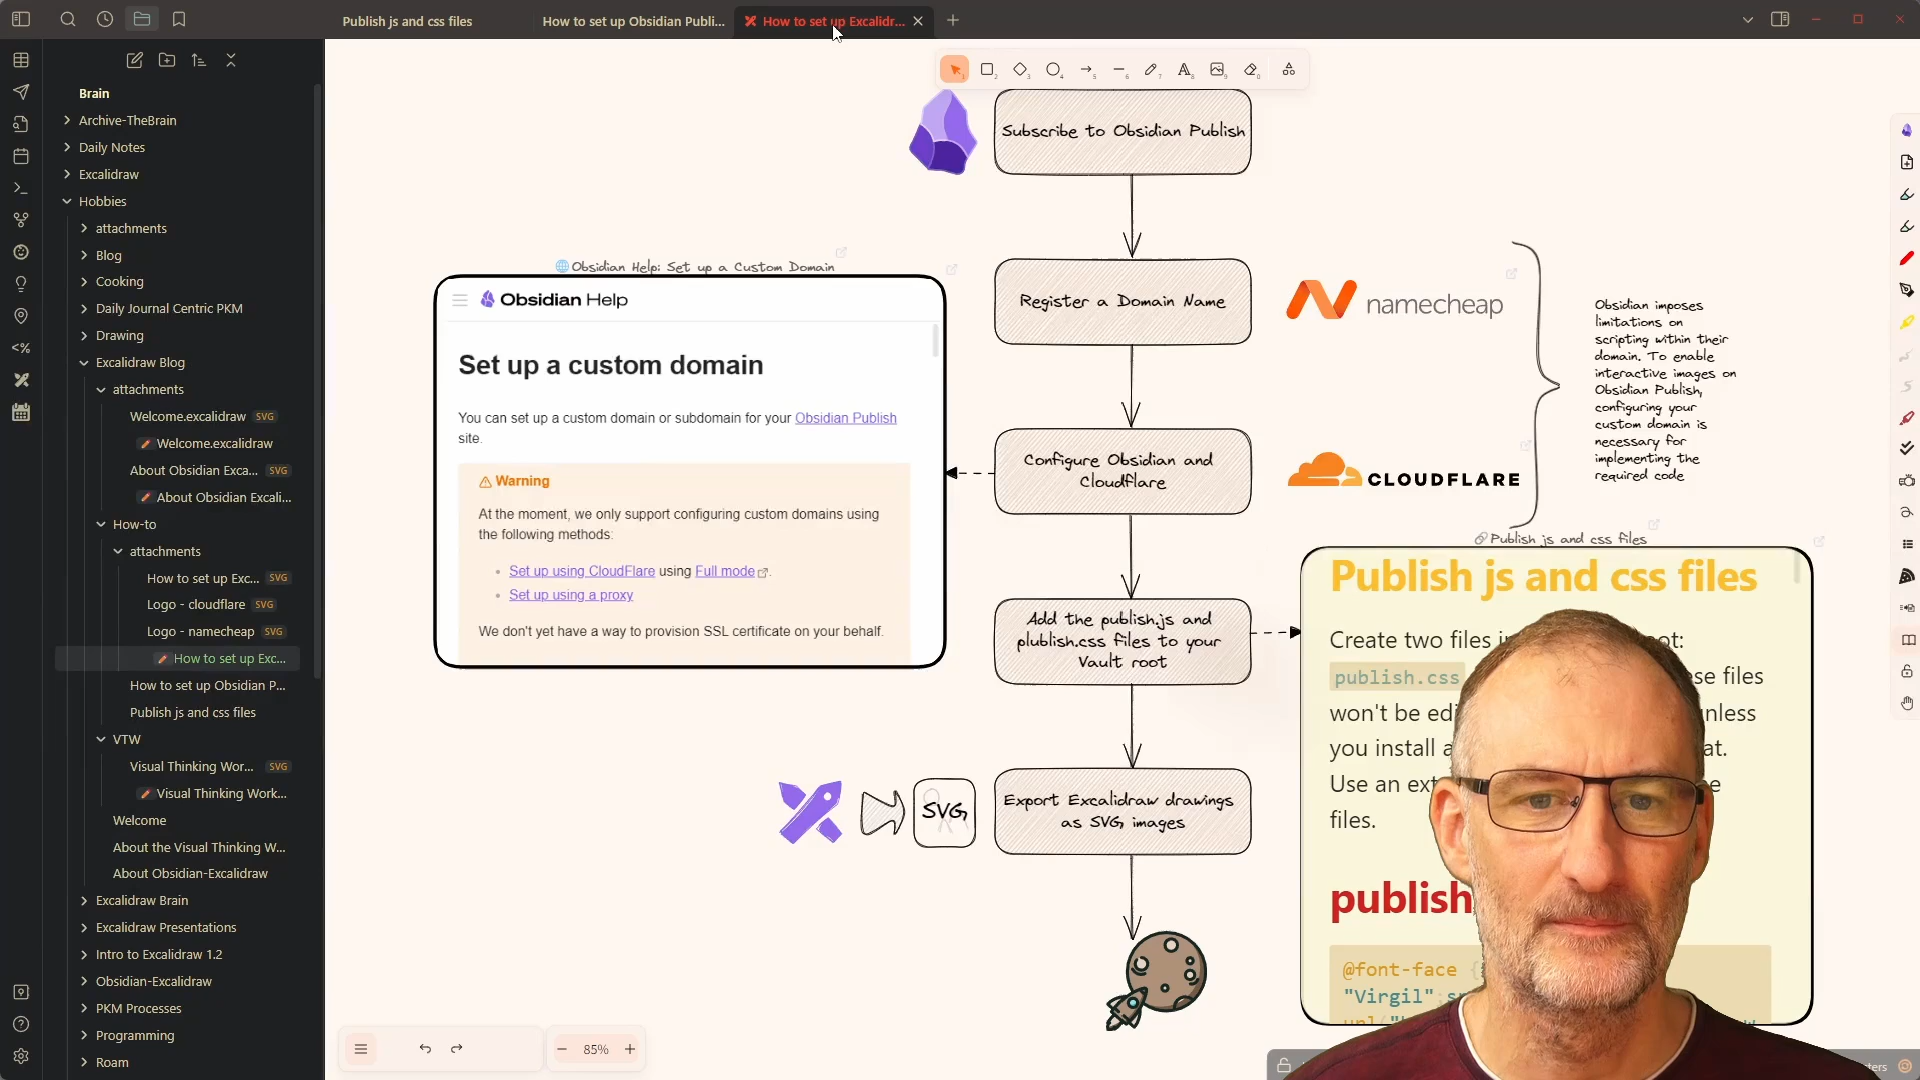 Publish js and css files
How to set up Obsidian Publi...
How to set up Excalidr...
Brain
Archive-TheBrain
Daily Notes
Excalidraw
Hobbies
attachments
Blog
Cooking
Daily Journal Centric PKM
Drawing
Excalidraw Blog
attachments
Welcome.excalidraw SVG
Welcome.excalidraw
About Obsidian Exca... SVG
About Obsidian Excali...
How-to
attachments
How to set up Exc... SVG
Logo - cloudflare SVG
Logo - namecheap SVG
How to set up Exc...
How to set up Obsidian P...
Publish js and css files
VTW
Visual Thinking Wor... SVG
Visual Thinking Work...
Welcome
About the Visual Thinking W...
About Obsidian-Excalidraw
Excalidraw Brain
Excalidraw Presentations
Intro to Excalidraw 1.2
Obsidian-Excalidraw
PKM Processes
Programming
Roam
Subscribe to Obsidian Publish
Register a Domain Name
namecheap
Configure Obsidian and
Cloudflare
CLOUDFLARE
Obsidian imposes
limitations on
scripting within their
domain. To enable
interactive images on
Obsidian Publish,
configuring your
custom domain is
necessary for
implementing the
required code
Obsidian Help: Set up a Custom Domain
Obsidian Help
Set up a custom domain
You can set up a custom domain or subdomain for your Obsidian Publish
site.
Warning
At the moment, we only support configuring custom domains using
the following methods:
• Set up using CloudFlare using Full mode.
• Set up using a proxy
We don't yet have a way to provision SSL certificate on your behalf.
Add the publish.js and
plublish.css files to your
Vault root
Export Excalidraw drawings
as SVG images
SVG
Publish js and css files
Publish js and css files
Create two files
publish.css
files
won't be
you install
Use an
files.
publish
@font-face {
"Virgil"
85%